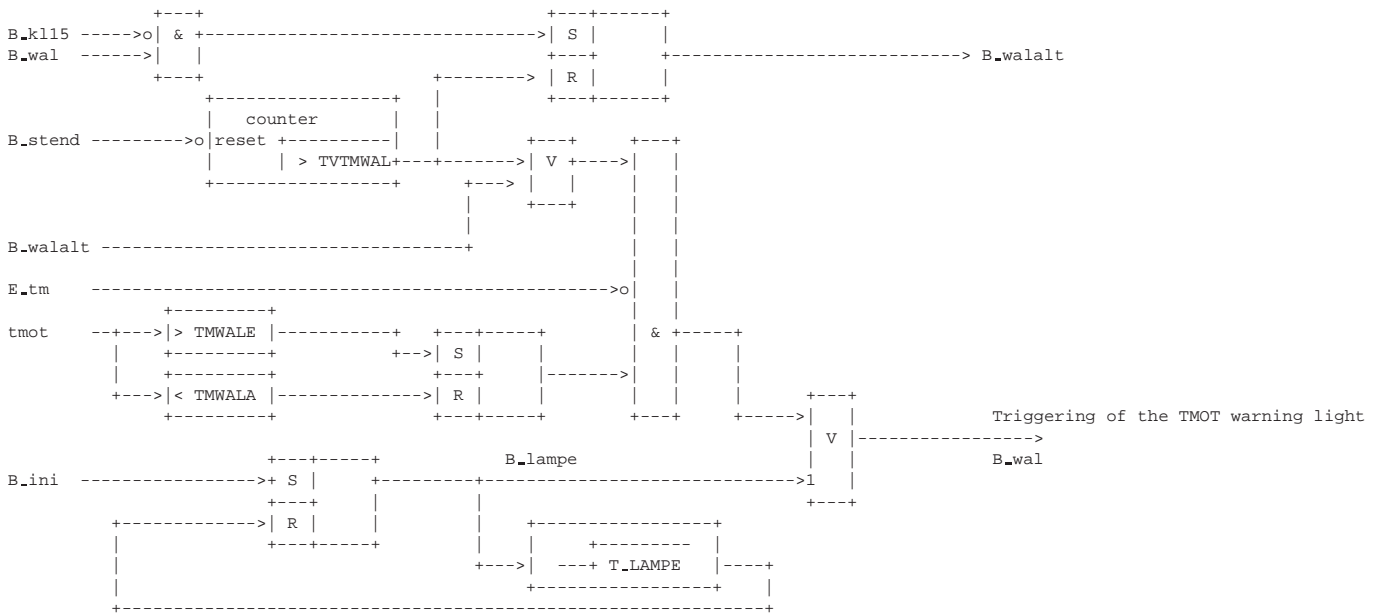 B_kl15 & S
B_wal B_walalt
R
counter
B_stend reset
> TVTMWAL V
B_walalt
E_tm
tmot > TMWALE &
S
< TMWALA R
Triggering of the TMOT warning light
V
B_lampe B_wal
B_ini S 1
R
T_LAMPE